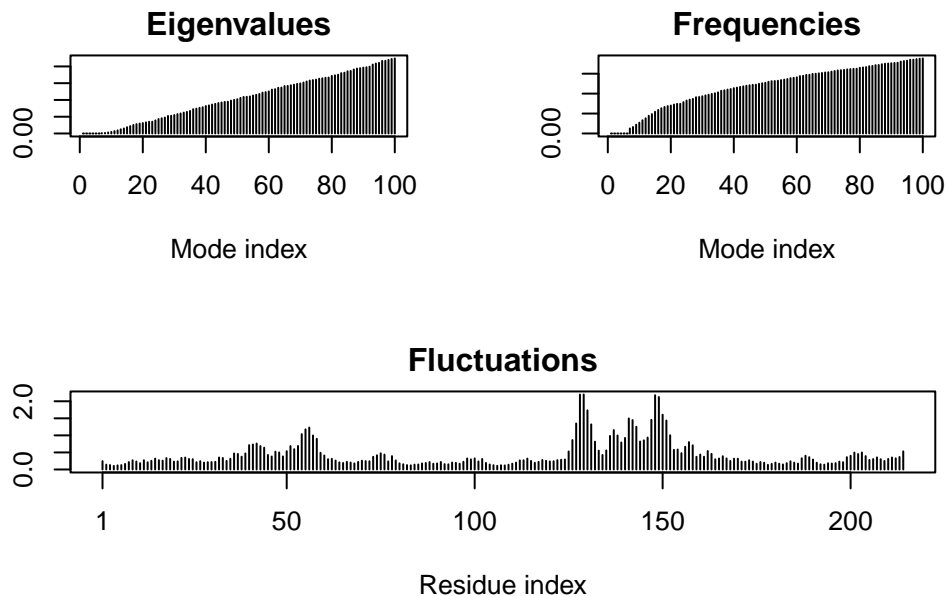 Eigenvalues
0.00
0 20 40 60 80 100
Mode index
Frequencies
0.00
0 20 40 60 80 100
Mode index
Fluctuations
2.0
0.0
1 50 100 150 200
Residue index